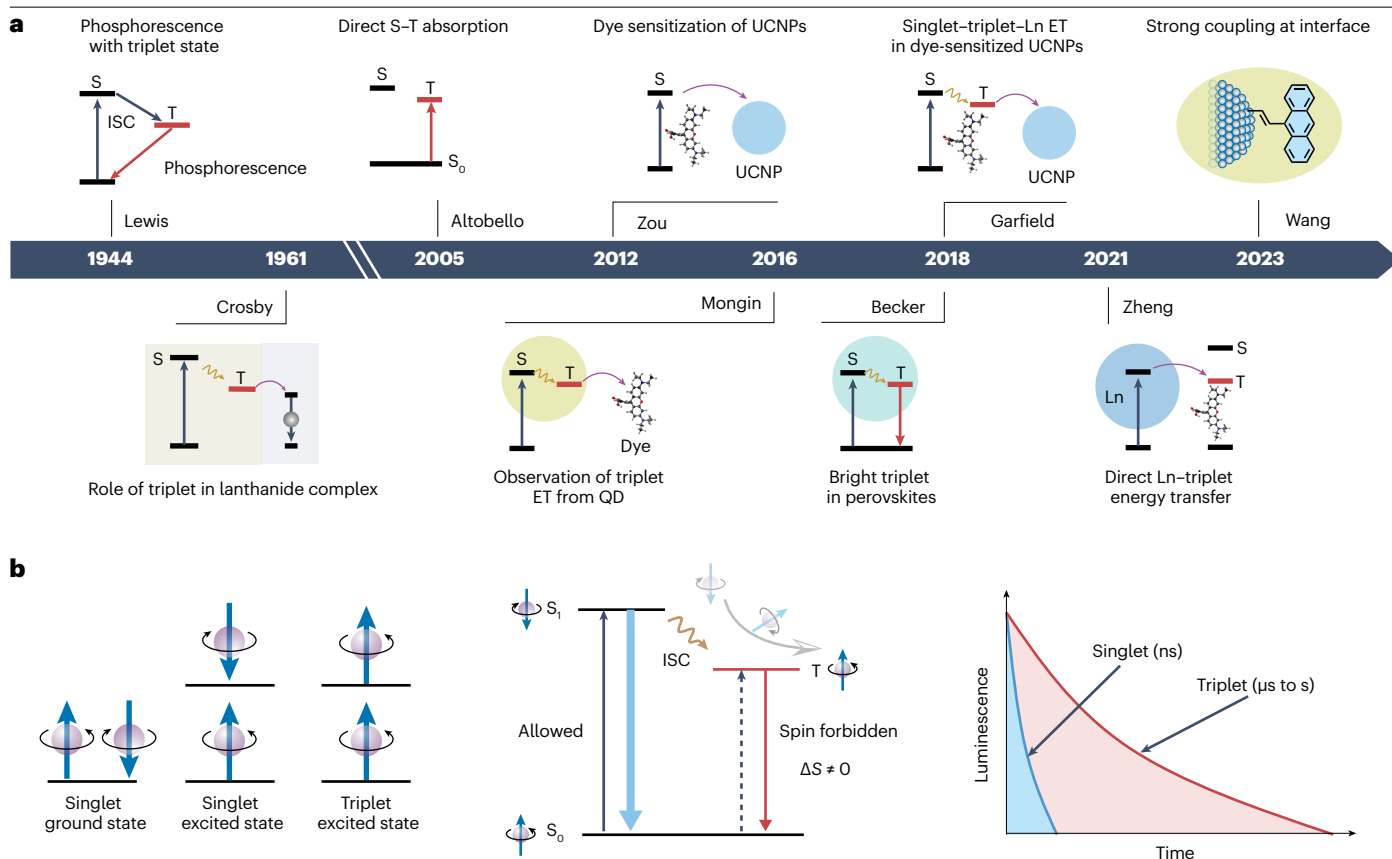 a
Phosphorescence
with triplet state
S
T
ISC
Phosphorescence
Lewis
Direct S–T absorption
S
T
S0
Altobello
Dye sensitization of UCNPs
S
UCNP
Zou
Singlet–triplet–Ln ET
in dye-sensitized UCNPs
S
T
UCNP
Garfield
Strong coupling at interface
Wang
1944
1961
2005
2012
2016
2018
2021
2023
Crosby
S
T
Role of triplet in lanthanide complex
Mongin
S
T
Dye
Observation of triplet
ET from QD
Becker
S
T
Bright triplet
in perovskites
Zheng
Ln
S
T
Direct Ln–triplet
energy transfer
b
Singlet
ground state
Singlet
excited state
Triplet
excited state
S1
ISC
T
Allowed
Spin forbidden
ΔS ≠ 0
S0
Luminescence
Singlet (ns)
Triplet (μs to s)
Time